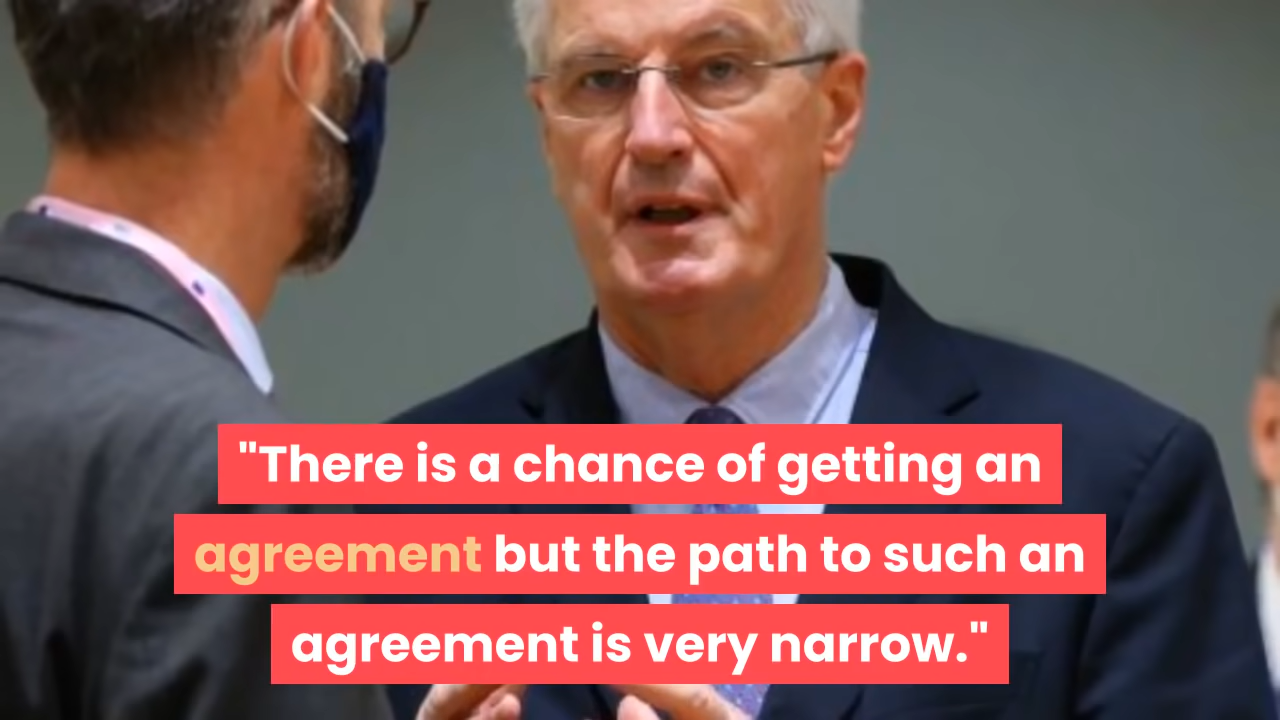 "There is a chance of getting an
agreement but the path to such an
agreement is very narrow."